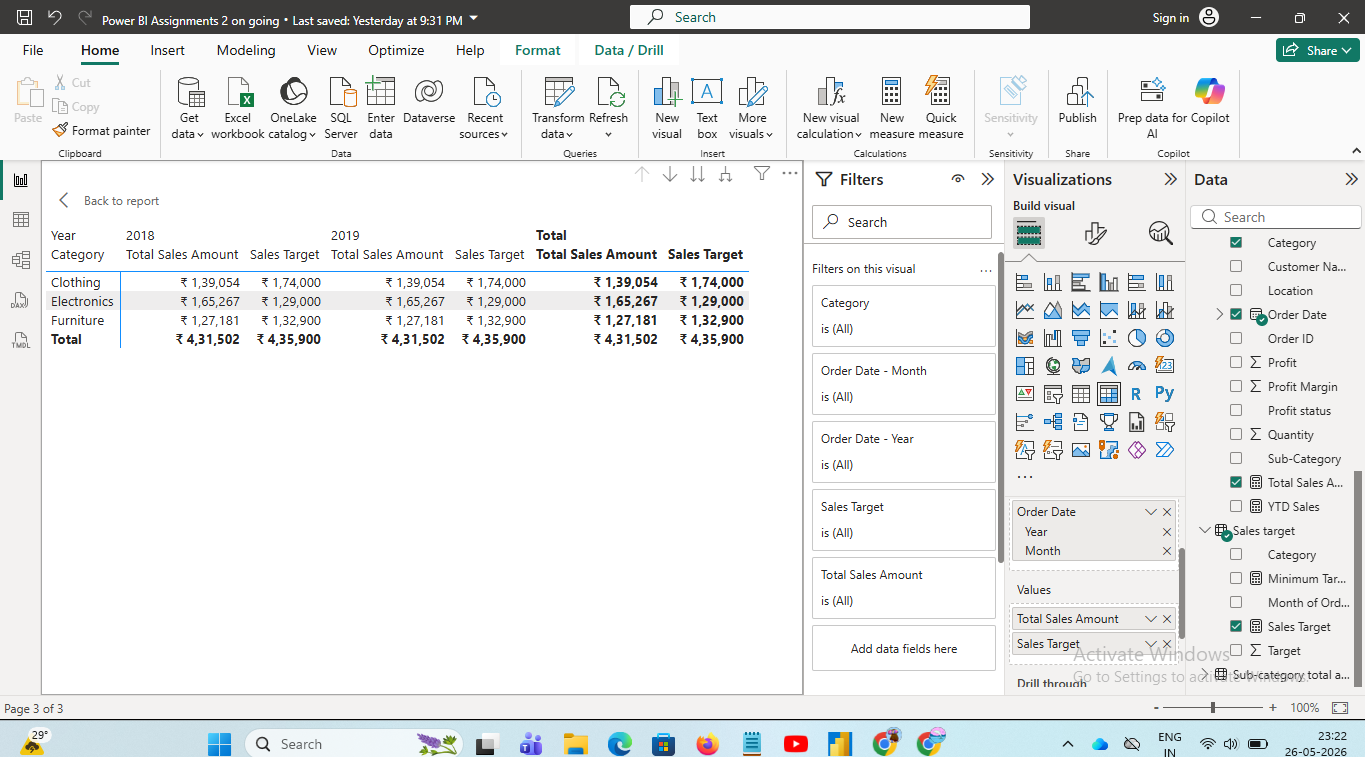 Power BI Assignments 2 on going • Last saved: Yesterday at 9:31 PM
Search
Sign in
File Home Insert Modeling View Optimize Help Format Data / Drill
Share
Paste
Cut
Copy
Format painter
Clipboard
Get data
Excel workbook
OneLake catalog
SQL Server
Enter data
Dataverse
Recent sources
Data
Transform data
Refresh
Queries
New visual
Text box
More visuals
Insert
New visual calculation
New measure
Quick measure
Calculations
Sensitivity
Sensitivity
Publish
Share
Prep data for AI
Copilot
Copilot
DAX
TMDL
Back to report
Year 2018 2019 Total
Category Total Sales Amount Sales Target Total Sales Amount Sales Target Total Sales Amount Sales Target
Clothing ₹ 1,39,054 ₹ 1,74,000 ₹ 1,39,054 ₹ 1,74,000 ₹ 1,39,054 ₹ 1,74,000
Electronics ₹ 1,65,267 ₹ 1,29,000 ₹ 1,65,267 ₹ 1,29,000 ₹ 1,65,267 ₹ 1,29,000
Furniture ₹ 1,27,181 ₹ 1,32,900 ₹ 1,27,181 ₹ 1,32,900 ₹ 1,27,181 ₹ 1,32,900
Total ₹ 4,31,502 ₹ 4,35,900 ₹ 4,31,502 ₹ 4,35,900 ₹ 4,31,502 ₹ 4,35,900
Filters
Search
Filters on this visual
Category
is (All)
Order Date - Month
is (All)
Order Date - Year
is (All)
Sales Target
is (All)
Total Sales Amount
is (All)
Add data fields here
Visualizations
Build visual
123
R
Py
Order Date
Year
Month
Values
Total Sales Amount
Sales Target
Drill through
Data
Search
Category
Customer Na...
Location
Order Date
Order ID
Profit
Profit Margin
Profit status
Quantity
Sub-Category
Total Sales A...
YTD Sales
Sales target
Category
Minimum Tar...
Month of Ord...
Sales Target
Target
Sub-category total a...
Activate Windows
Go to Settings to activate Windows.
Page 3 of 3
- + 100%
29°
Search
ENG
IN
23:22
26-05-2026